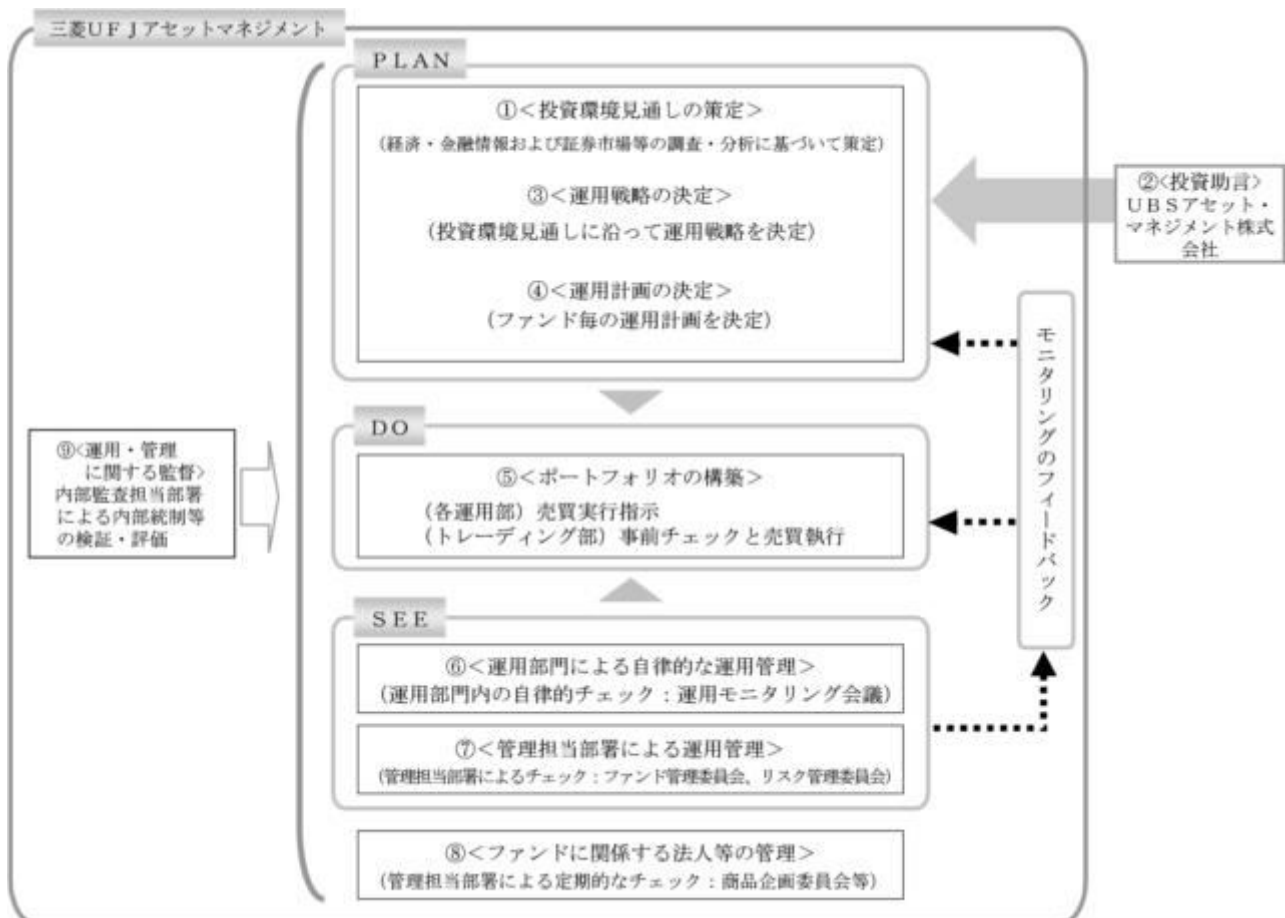 三菱UFJアセットマネジメント
PLAN
①<投資環境見通しの策定>
(経済・金融情報および証券市場等の調査・分析に基づいて策定)
③<運用戦略の決定>
(投資環境見通しに沿って運用戦略を決定)
④<運用計画の決定>
(ファンド毎の運用計画を決定)
②<投資助言>
UBSアセット・
マネジメント株式
会社
モニタリングのフィードバック
DO
⑤<ポートフォリオの構築>
(各運用部)売買実行指示
(トレーディング部)事前チェックと売買執行
⑨<運用・管理
に関する監督>
内部監査担当部署
による内部統制等
の検証・評価
SEE
⑥<運用部門による自律的な運用管理>
(運用部門内の自律的チェック:運用モニタリング会議)
⑦<管理担当部署による運用管理>
(管理担当部署によるチェック:ファンド管理委員会、リスク管理委員会)
⑧<ファンドに関係する法人等の管理>
(管理担当部署による定期的なチェック:商品企画委員会等)